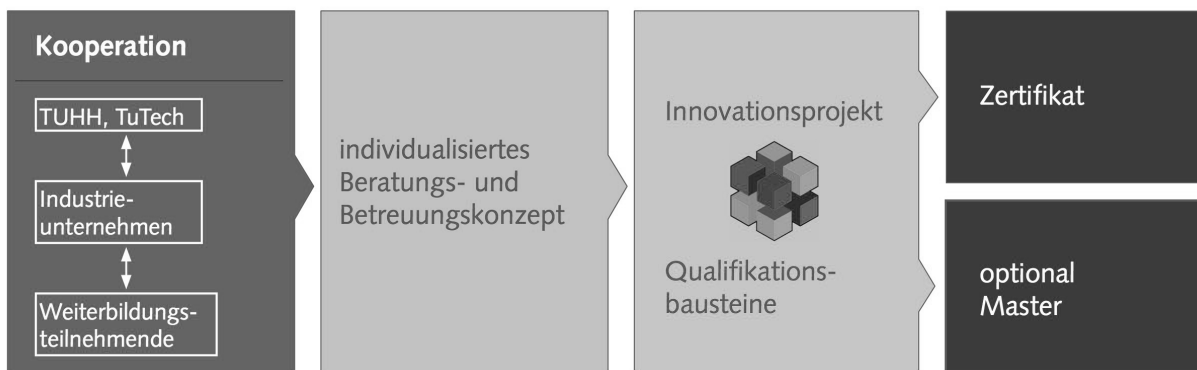 Kooperation
TUHH, TuTech
Industrie-
unternehmen
Weiterbildungs-
teilnehmende
individualisiertes
Beratungs- und
Betreuungskonzept
Innovationsprojekt
Qualifikations-
bausteine
Zertifikat
optional
Master